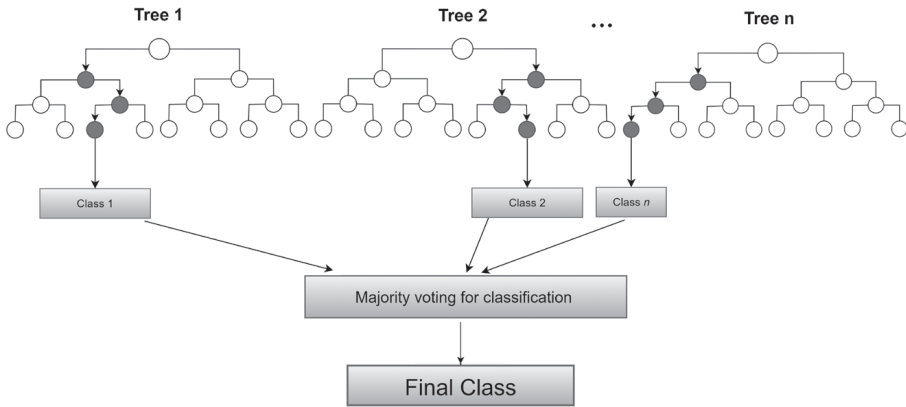 Tree 1
Tree 2
...
Tree n
Class 1
Class 2
Class n
Majority voting for classification
Final Class